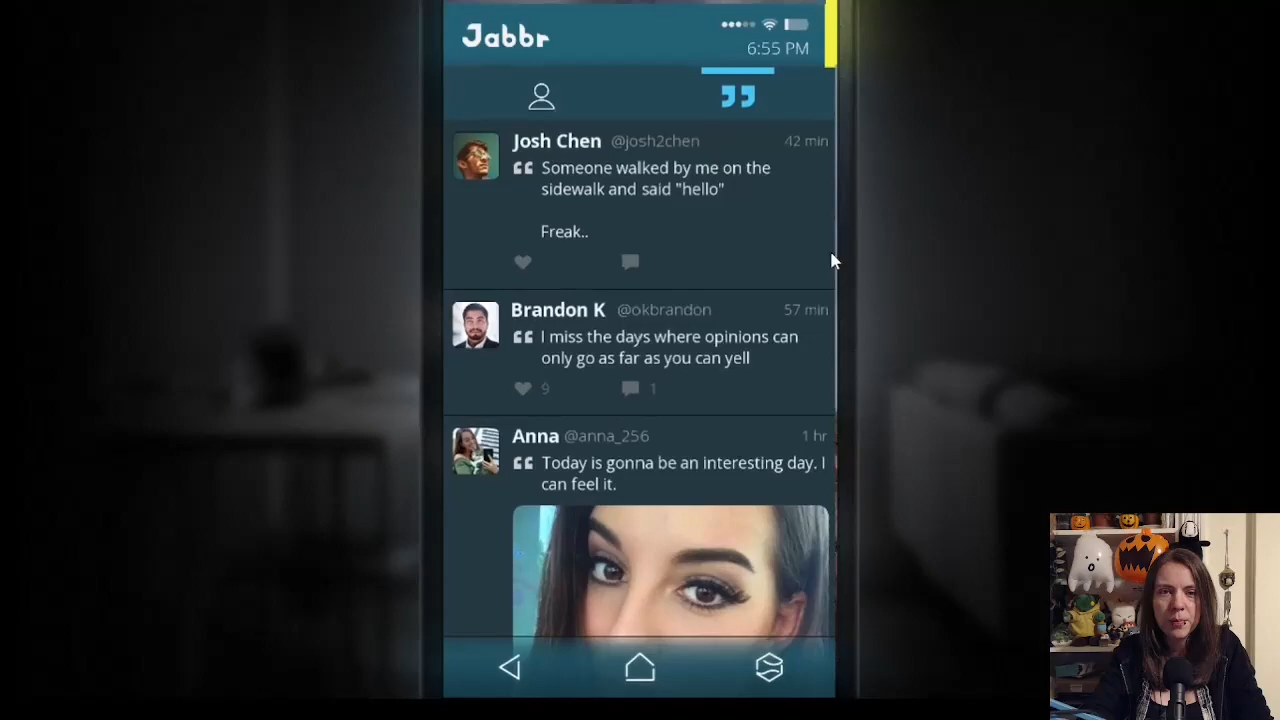 Jabbr
6:55 PM
Josh Chen @josh2chen 42 min
Someone walked by me on the
sidewalk and said "hello"
Freak..
Brandon K @okbrandon 57 min
I miss the days where opinions can
only go as far as you can yell
9 1
Anna @anna_256 1 hr
Today is gonna be an interesting day. I
can feel it.